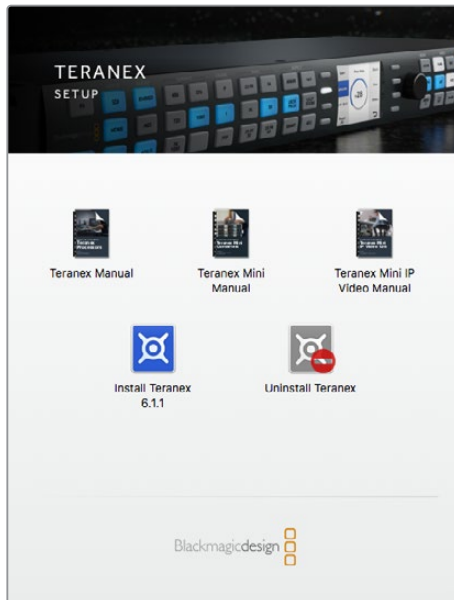 TERANEX
SETUP
Teranex Manual
Teranex Mini
Manual
Teranex Mini IP
Video Manual
Install Teranex
6.1.1
Uninstall Teranex
Blackmagicdesign